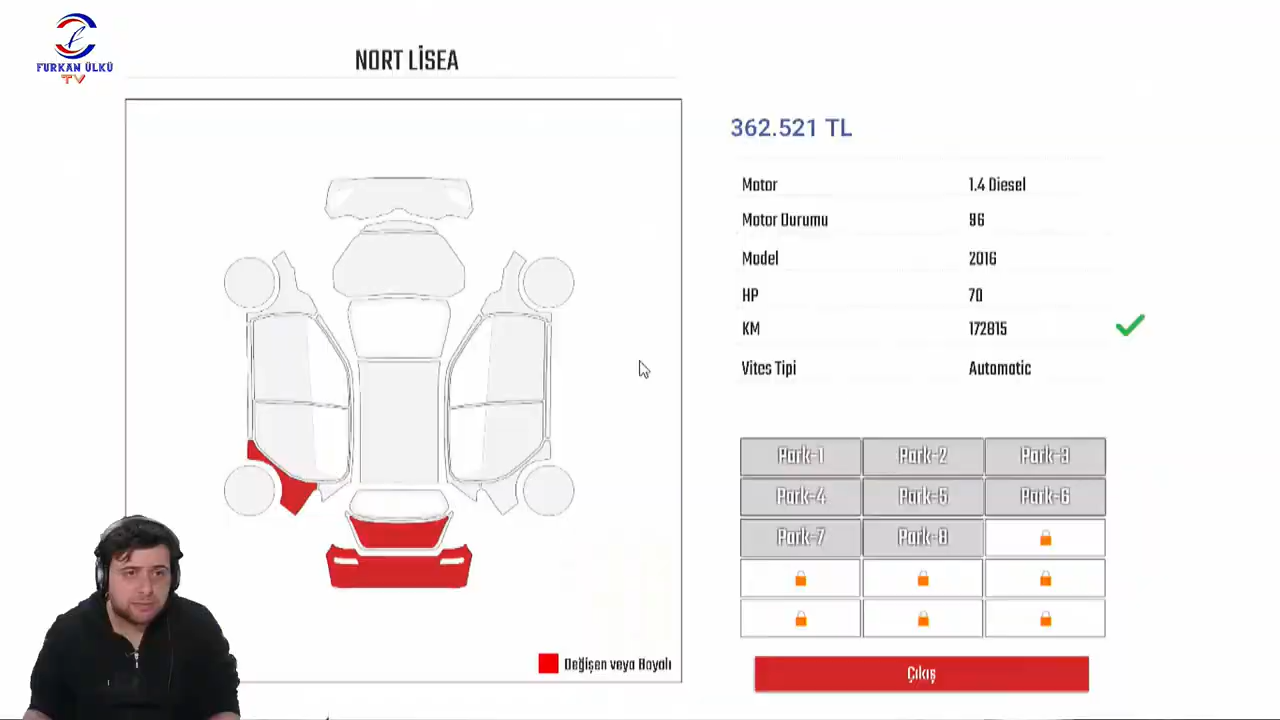 FURKAN ÜLKÜ
TV
NORT LİSEA
362.521 TL
Motor 1.4 Diesel
Motor Durumu 96
Model 2016
HP 70
KM 172815
Vites Tipi Automatic
Park-1 Park-2 Park-3
Park-4 Park-5 Park-6
Park-7 Park-8
Değişen veya Boyalı
Çıkış